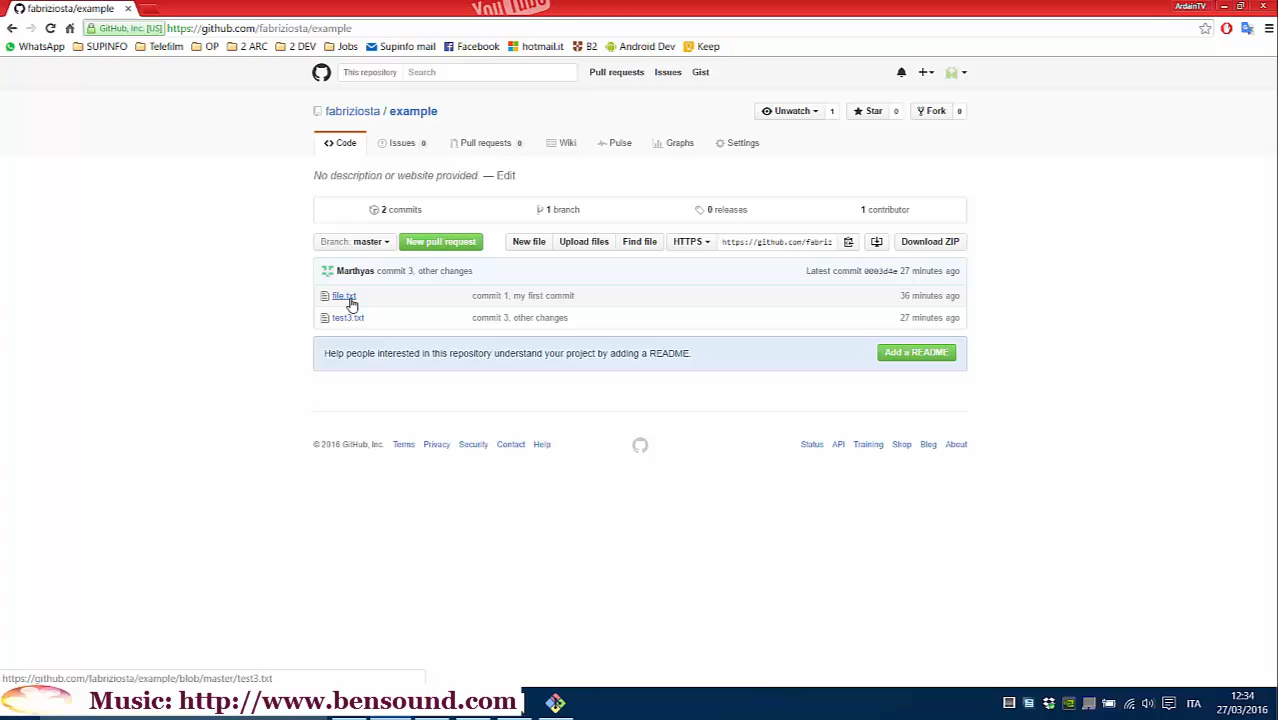 fabriziosta/example
YouTube
ArdainTV
GitHub, Inc. [US] https://github.com/fabriziosta/example
WhatsApp SUPINFO Telefilm OP 2 ARC 2 DEV Jobs Supinfo mail Facebook hotmail.it B2 Android Dev Keep
This repository Search Pull requests Issues Gist
fabriziosta / example Unwatch 1 Star 0 Fork 0
Code Issues 0 Pull requests 0 Wiki Pulse Graphs Settings
No description or website provided. — Edit
2 commits 1 branch 0 releases 1 contributor
Branch: master New pull request New file Upload files Find file HTTPS https://github.com/fabriz Download ZIP
Marthyas commit 3, other changes Latest commit 0003d4e 27 minutes ago
file.txt commit 1, my first commit 36 minutes ago
test3.txt commit 3, other changes 27 minutes ago
Help people interested in this repository understand your project by adding a README. Add a README
© 2016 GitHub, Inc. Terms Privacy Security Contact Help Status API Training Shop Blog About
https://github.com/fabriziosta/example/blob/master/test3.txt
Music: http://www.bensound.com
ITA
12:34
27/03/2016